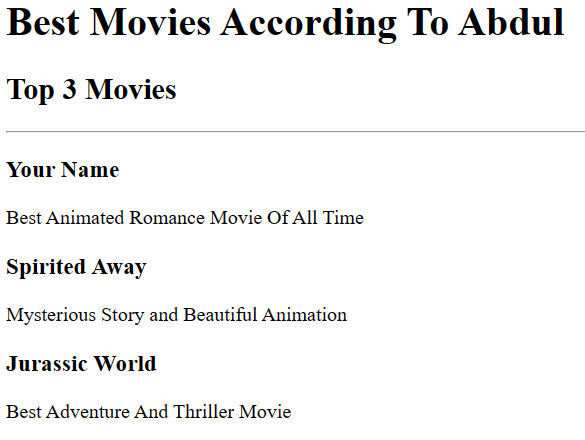 Best Movies According To Abdul
Top 3 Movies
Your Name
Best Animated Romance Movie Of All Time
Spirited Away
Mysterious Story and Beautiful Animation
Jurassic World
Best Adventure And Thriller Movie